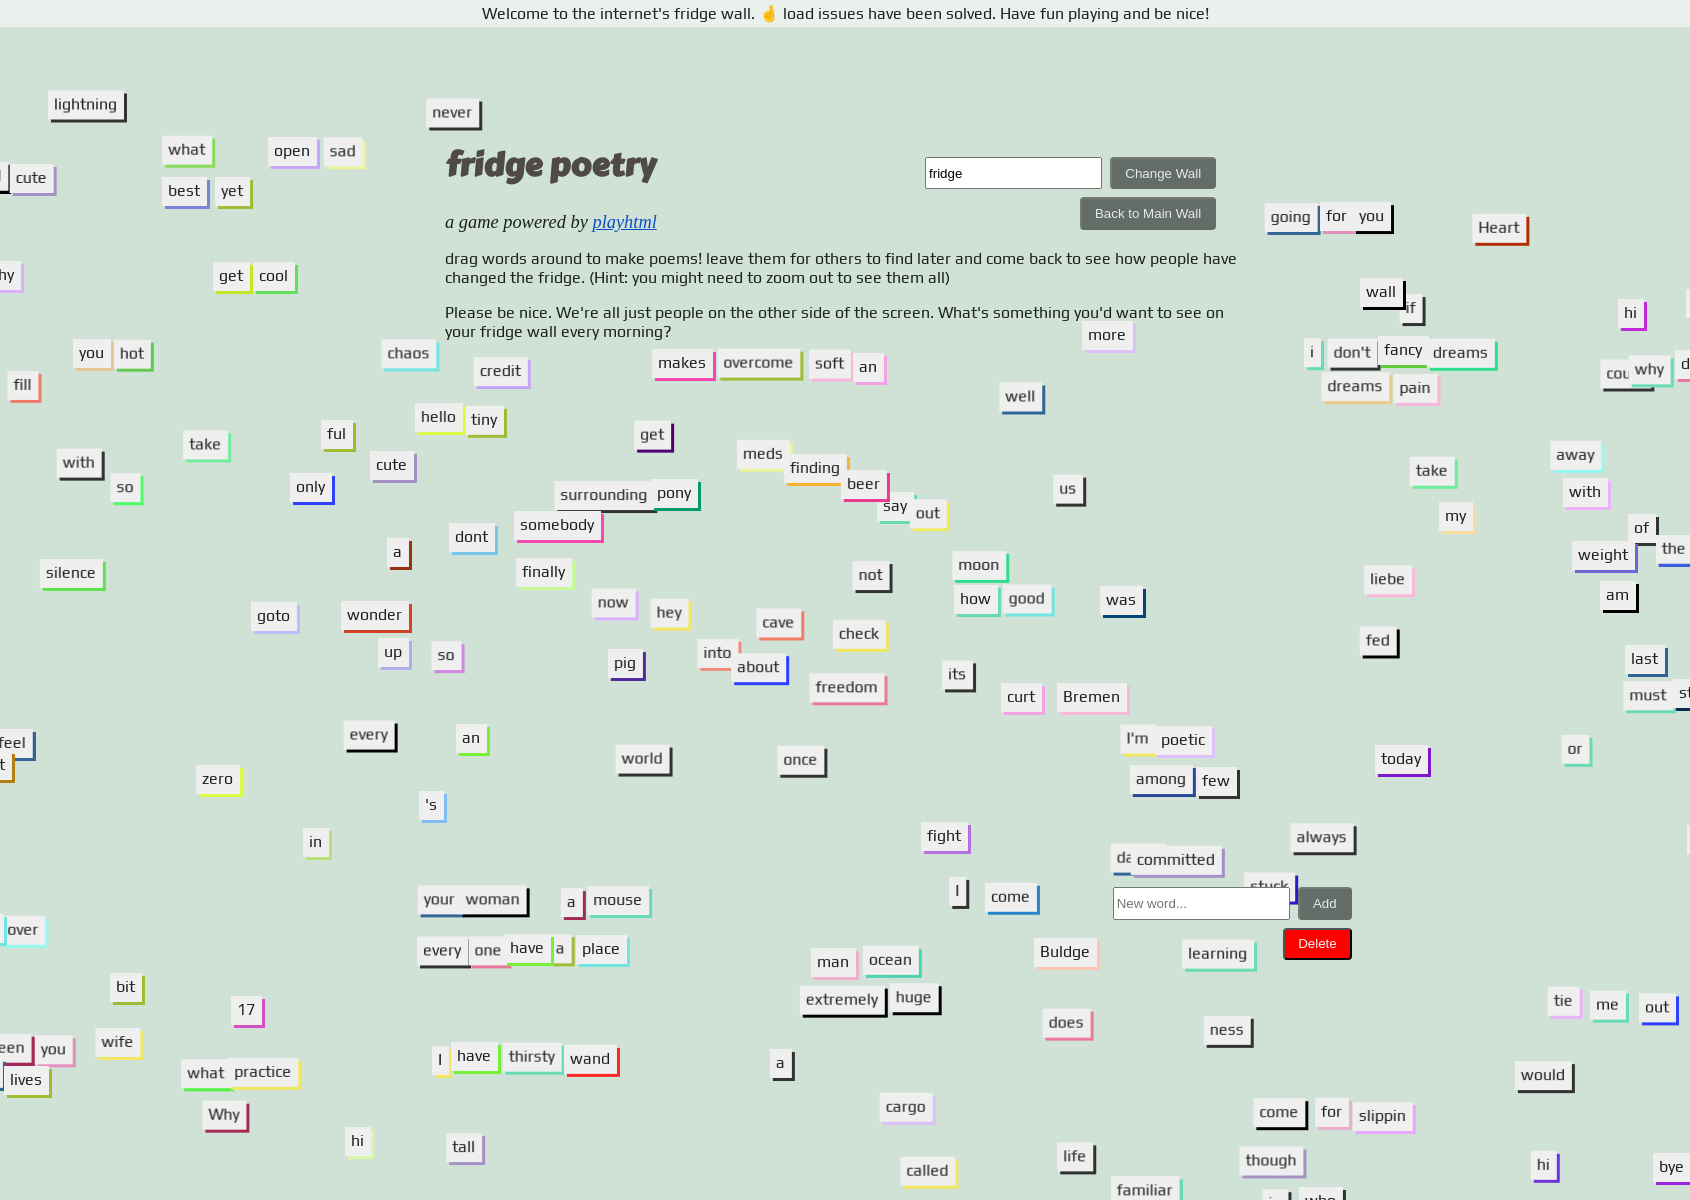 Welcome to the internet's fridge wall. 🤞 load issues have been solved. Have fun playing and be nice!
lightning
never
what
open sad
cute
best yet
fridge poetry
fridge
Change Wall
Back to Main Wall
a game powered by playhtml
going for you
Heart
drag words around to make poems! leave them for others to find later and come back to see how people have
changed the fridge. (Hint: you might need to zoom out to see them all)
get cool
wall
if
hi
Please be nice. We're all just people on the other side of the screen. What's something you'd want to see on
your fridge wall every morning?
more
you hot
chaos
credit
makes overcome soft an
i don't fancy dreams
why
fill
dreams pain
well
hello tiny
ful
get
take
with
cute
meds
finding
beer
say out
away
take
with
so
only
surrounding pony
us
my
somebody
dont
of
weight the
a
silence
finally
not
moon
liebe
how good
was
am
now
hey
goto
wonder
cave
check
fed
up
so
pig
into
about
last
freedom
its
curt Bremen
must
feel
every
an
world
once
I'm poetic
today
or
zero
among few
's
in
fight
always
committed
stuck
your woman
a mouse
I
come
New word...
Add
over
Delete
every one have a place
man ocean
Buldge
learning
bit
17
extremely huge
tie me out
does
ness
wife
you
I have thirsty wand
a
lives
what practice
would
Why
cargo
come for slippin
hi
tall
life
though
called
hi
bye
familiar